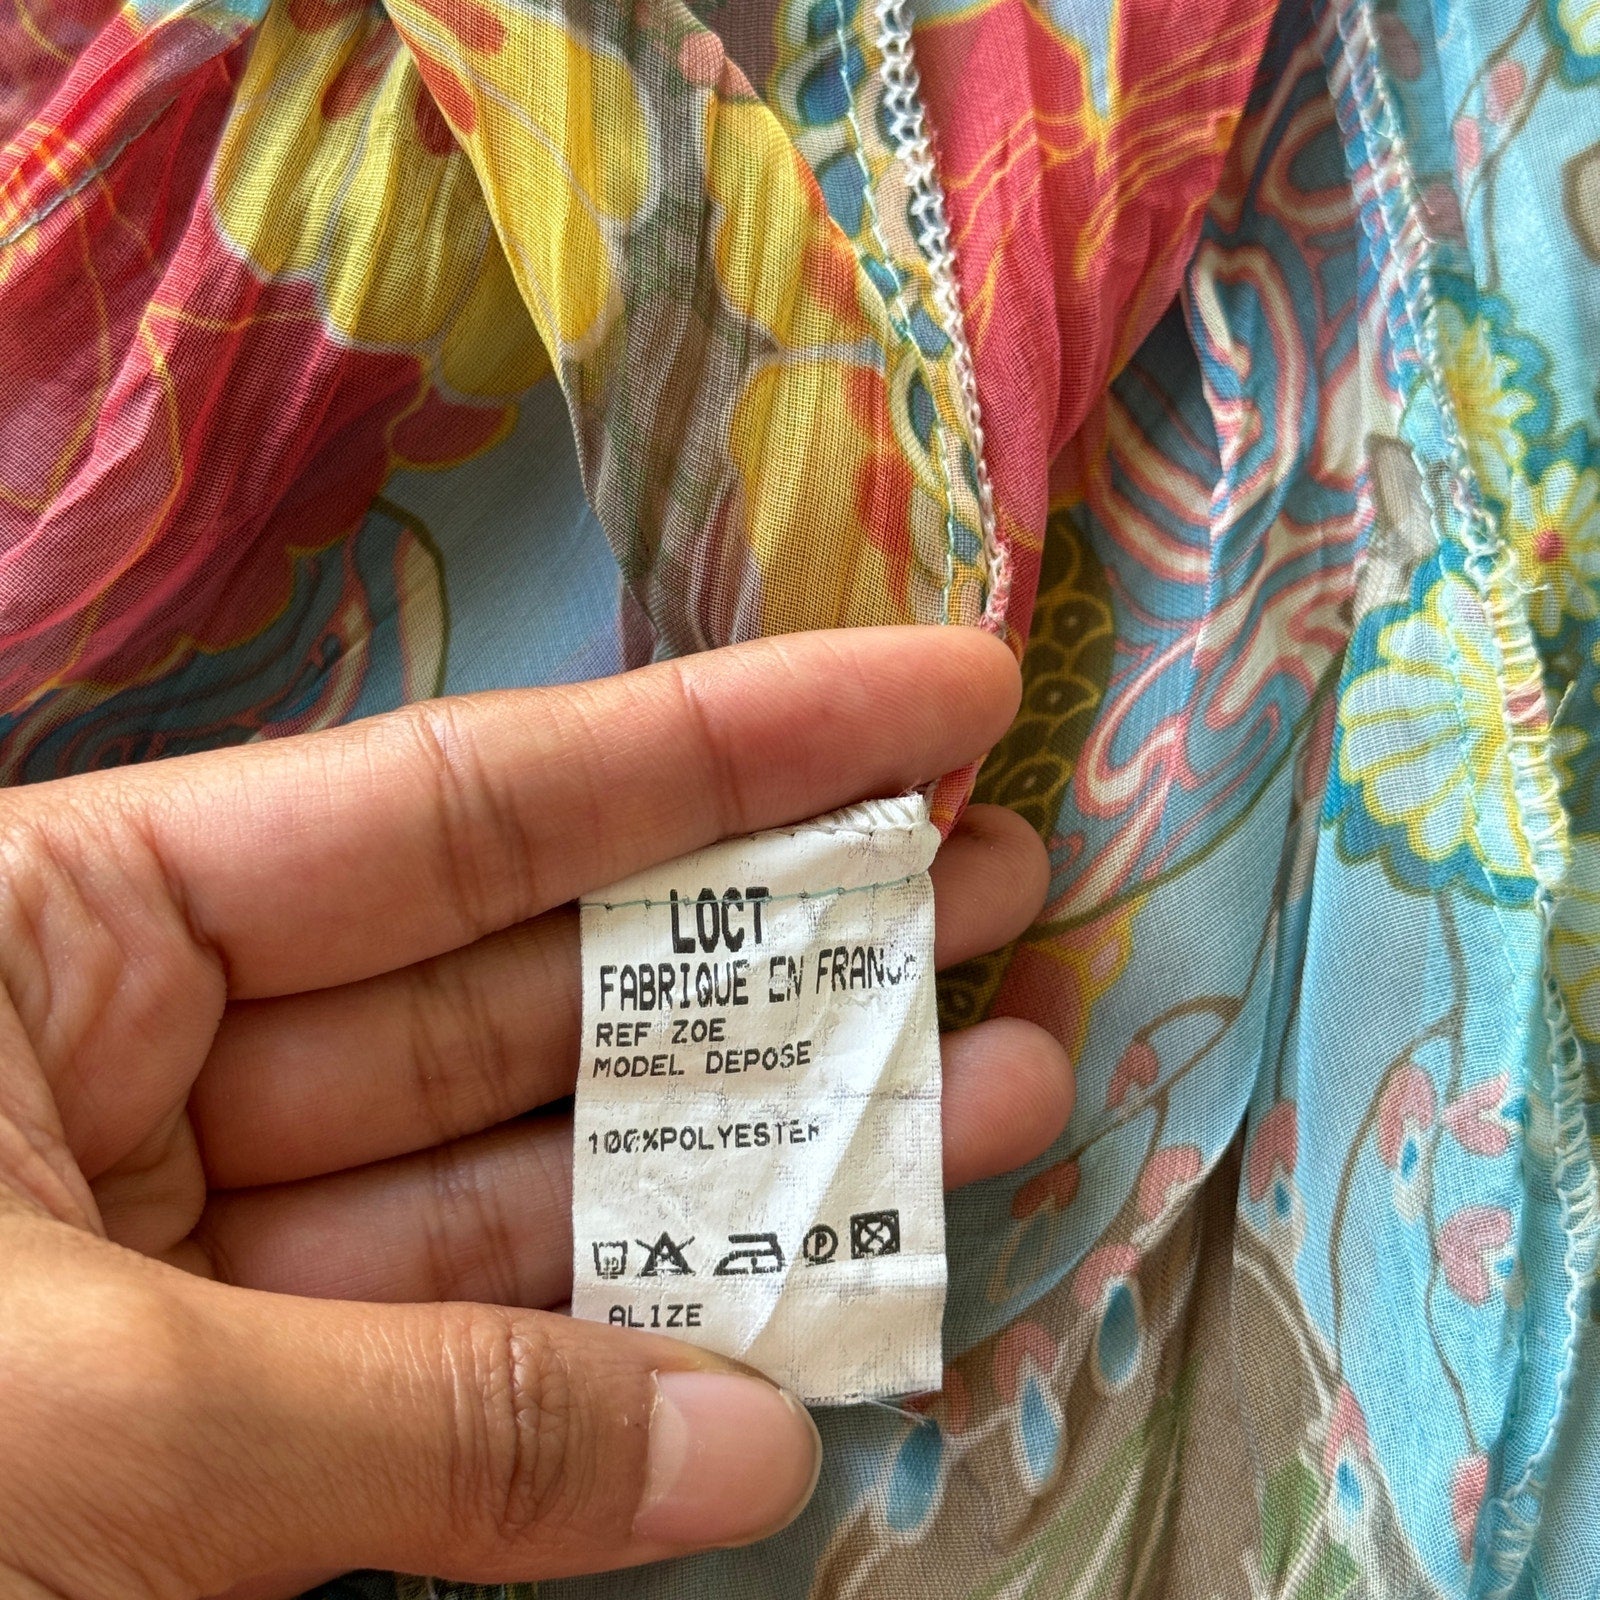 LOCT
FABRIQUE EN FRANCE
REF ZOE
MODEL DEPOSE
100%POLYESTER
P
ALIZE